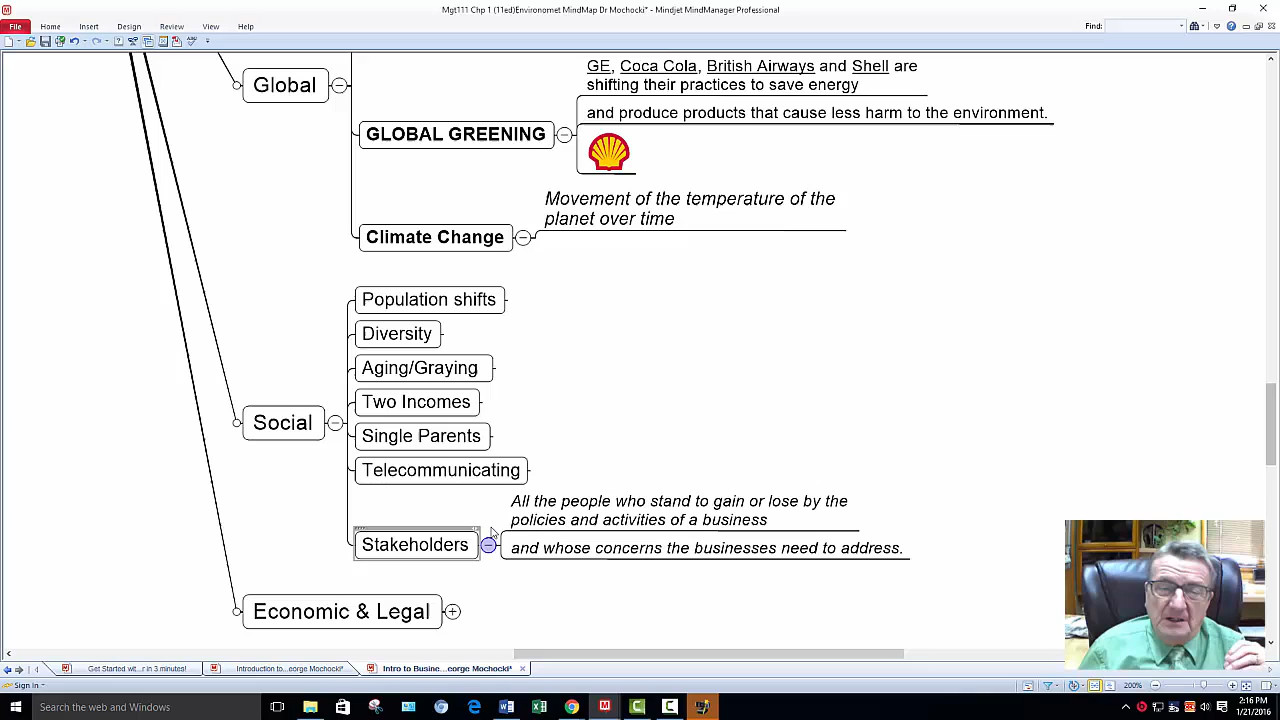 Mgt111 Chp 1 (11ed)Environomet MindMap Dr Mochocki* - Mindjet MindManager Professional
File Home Insert Design Review View Help
Find:
GE, Coca Cola, British Airways and Shell are
shifting their practices to save energy
and produce products that cause less harm to the environment.
Global
GLOBAL GREENING
Movement of the temperature of the
planet over time
Climate Change
Population shifts
Diversity
Aging/Graying
Two Incomes
Social
Single Parents
Telecommunicating
All the people who stand to gain or lose by the
policies and activities of a business
Stakeholders
and whose concerns the businesses need to address.
Economic & Legal
Get Started wit...r in 3 minutes! Introduction to...eorge Mochocki* Intro to Busine...eorge Mochocki*
Sign In
200%
Search the web and Windows
2:16 PM
1/21/2016